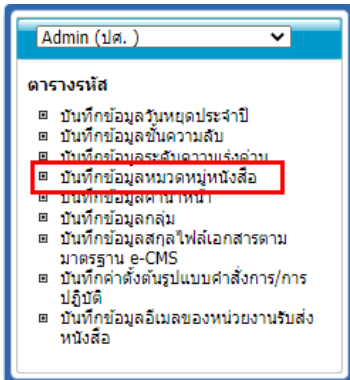 Admin (ปศ. )
ตารางรหัส
บันทึกข้อมูลวันหยุดประจำปี
บันทึกข้อมูลชั้นความลับ
บันทึกข้อมูลระดับความเร่งด่วน
บันทึกข้อมูลหมวดหมู่หนังสือ
บันทึกข้อมูลคำนำหน้า
บันทึกข้อมูลกลุ่ม
บันทึกข้อมูลสกุลไฟล์เอกสารตาม
มาตรฐาน e-CMS
บันทึกค่าตั้งต้นรูปแบบคำสั่งการ/การ
ปฏิบัติ
บันทึกข้อมูลอีเมลของหน่วยงานรับส่ง
หนังสือ